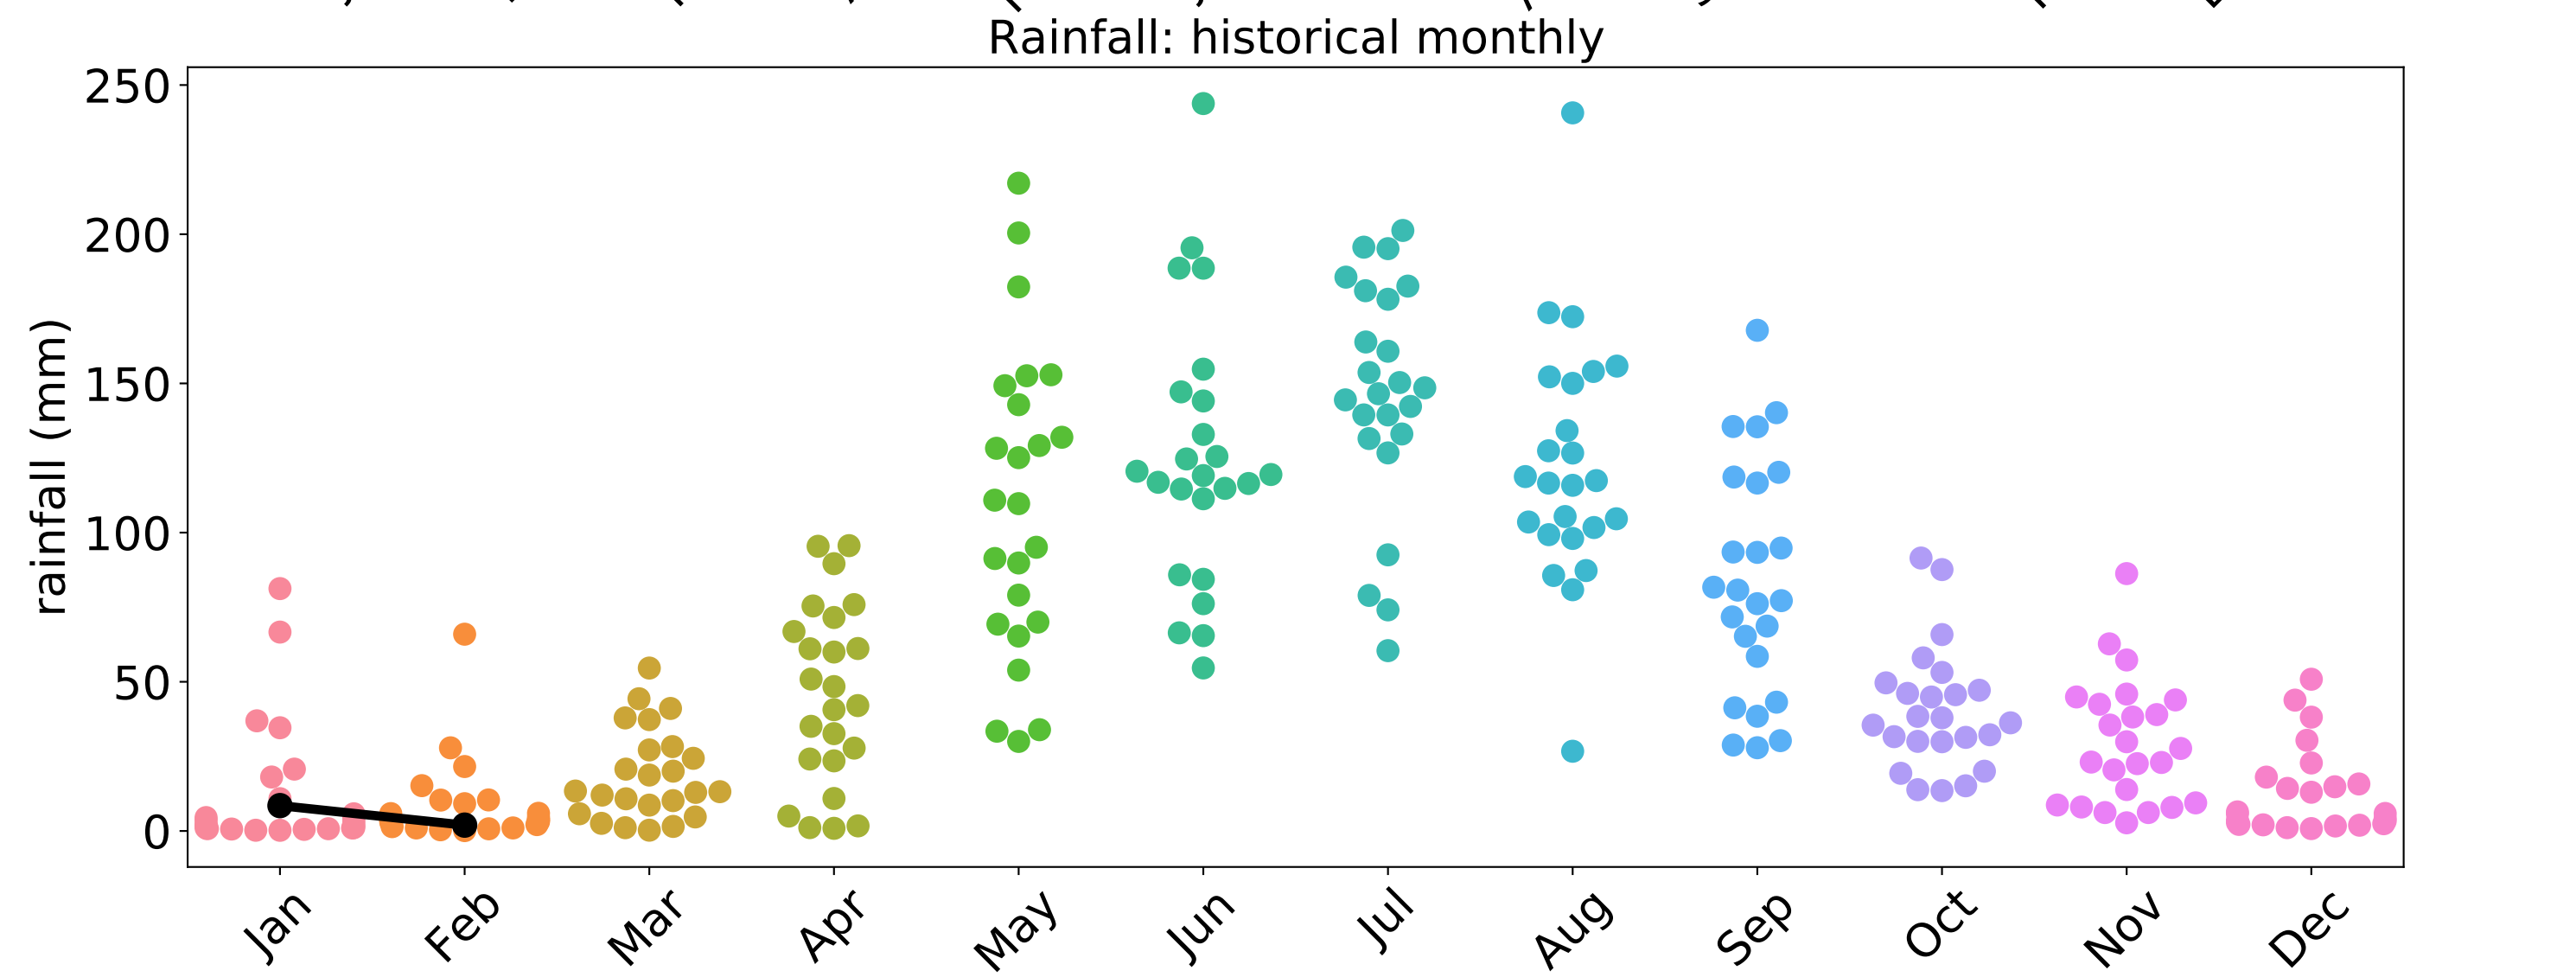 Rainfall: historical monthly
rainfall (mm)
250
200
150
100
50
0
Jan
Feb
Mar
Apr
May
Jun
Jul
Aug
Sep
Oct
Nov
Dec